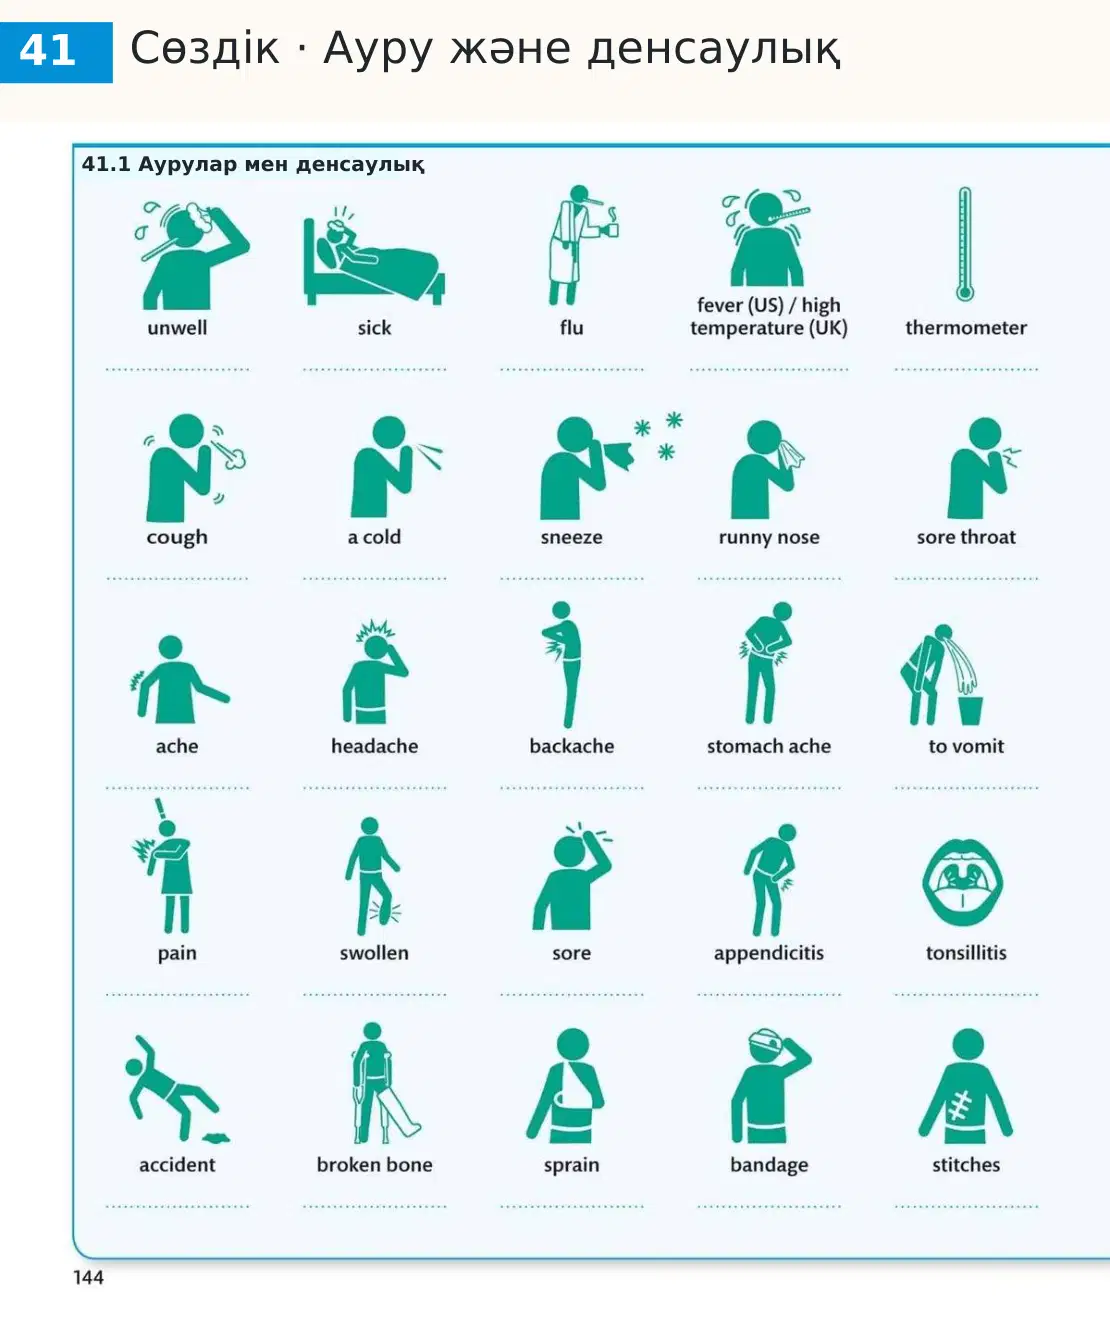 41
Сөздік · Ауру және денсаулық
41.1 Аурулар мен денсаулық
unwell
sick
flu
fever (US) / high
temperature (UK)
thermometer
cough
a cold
sneeze
runny nose
sore throat
ache
headache
backache
stomach ache
to vomit
pain
swollen
sore
appendicitis
tonsillitis
accident
broken bone
sprain
bandage
stitches
144